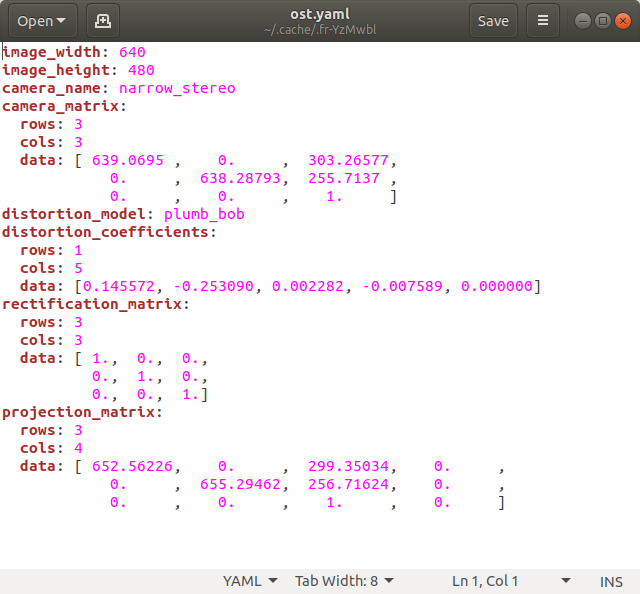 Open
ost.yaml
~/.cache/.fr-YzMwbl
Save
image_width: 640
image_height: 480
camera_name: narrow_stereo
camera_matrix:
  rows: 3
  cols: 3
  data: [ 639.0695 ,    0.     ,  303.26577,
            0.     ,  638.28793,  255.7137 ,
            0.     ,    0.     ,    1.     ]
distortion_model: plumb_bob
distortion_coefficients:
  rows: 1
  cols: 5
  data: [0.145572, -0.253090, 0.002282, -0.007589, 0.000000]
rectification_matrix:
  rows: 3
  cols: 3
  data: [ 1.,  0.,  0.,
          0.,  1.,  0.,
          0.,  0.,  1.]
projection_matrix:
  rows: 3
  cols: 4
  data: [ 652.56226,    0.     ,  299.35034,    0.     ,
            0.     ,  655.29462,  256.71624,    0.     ,
            0.     ,    0.     ,    1.     ,    0.     ]
YAML Tab Width: 8 Ln 1, Col 1 INS